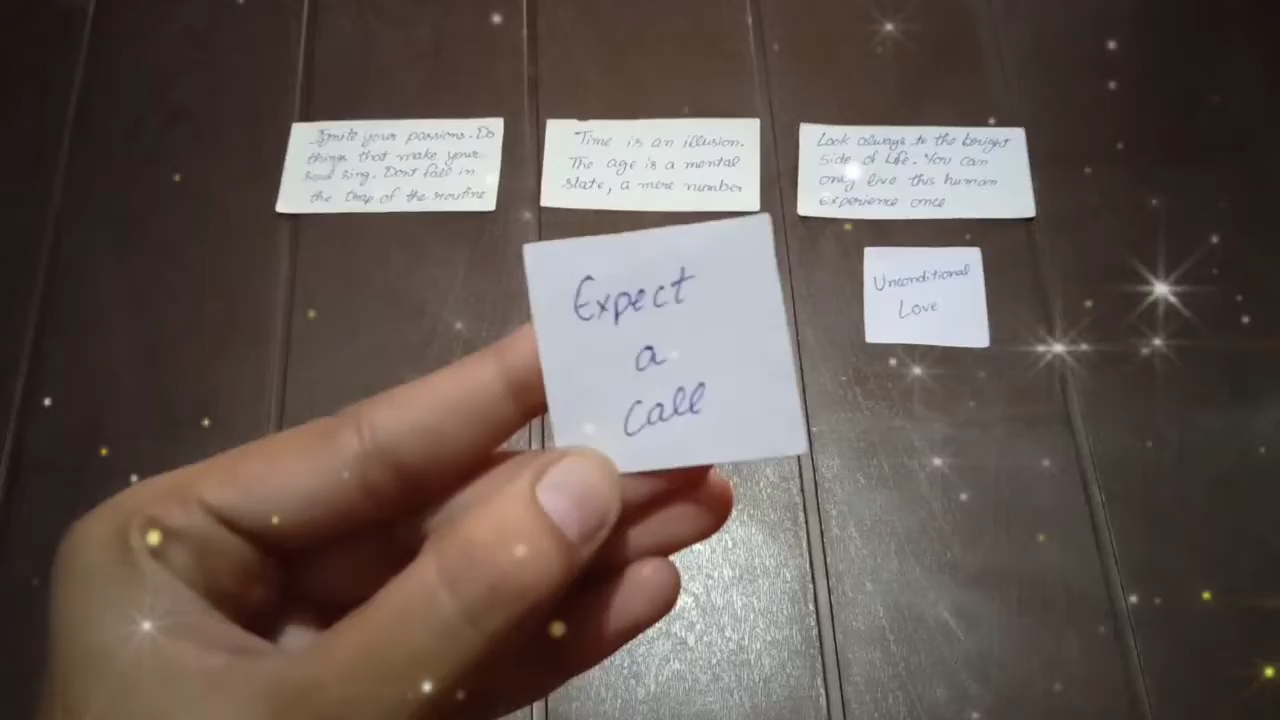 Ignite your passions. Do
things that make your
soul sing. Dont fall in
the trap of the routine
Time is an illusion.
The age is a mental
state, a mere number
Look always to the bright
side of life. You can
only live this human
experience once
Expect
a
Call
Unconditional
Love